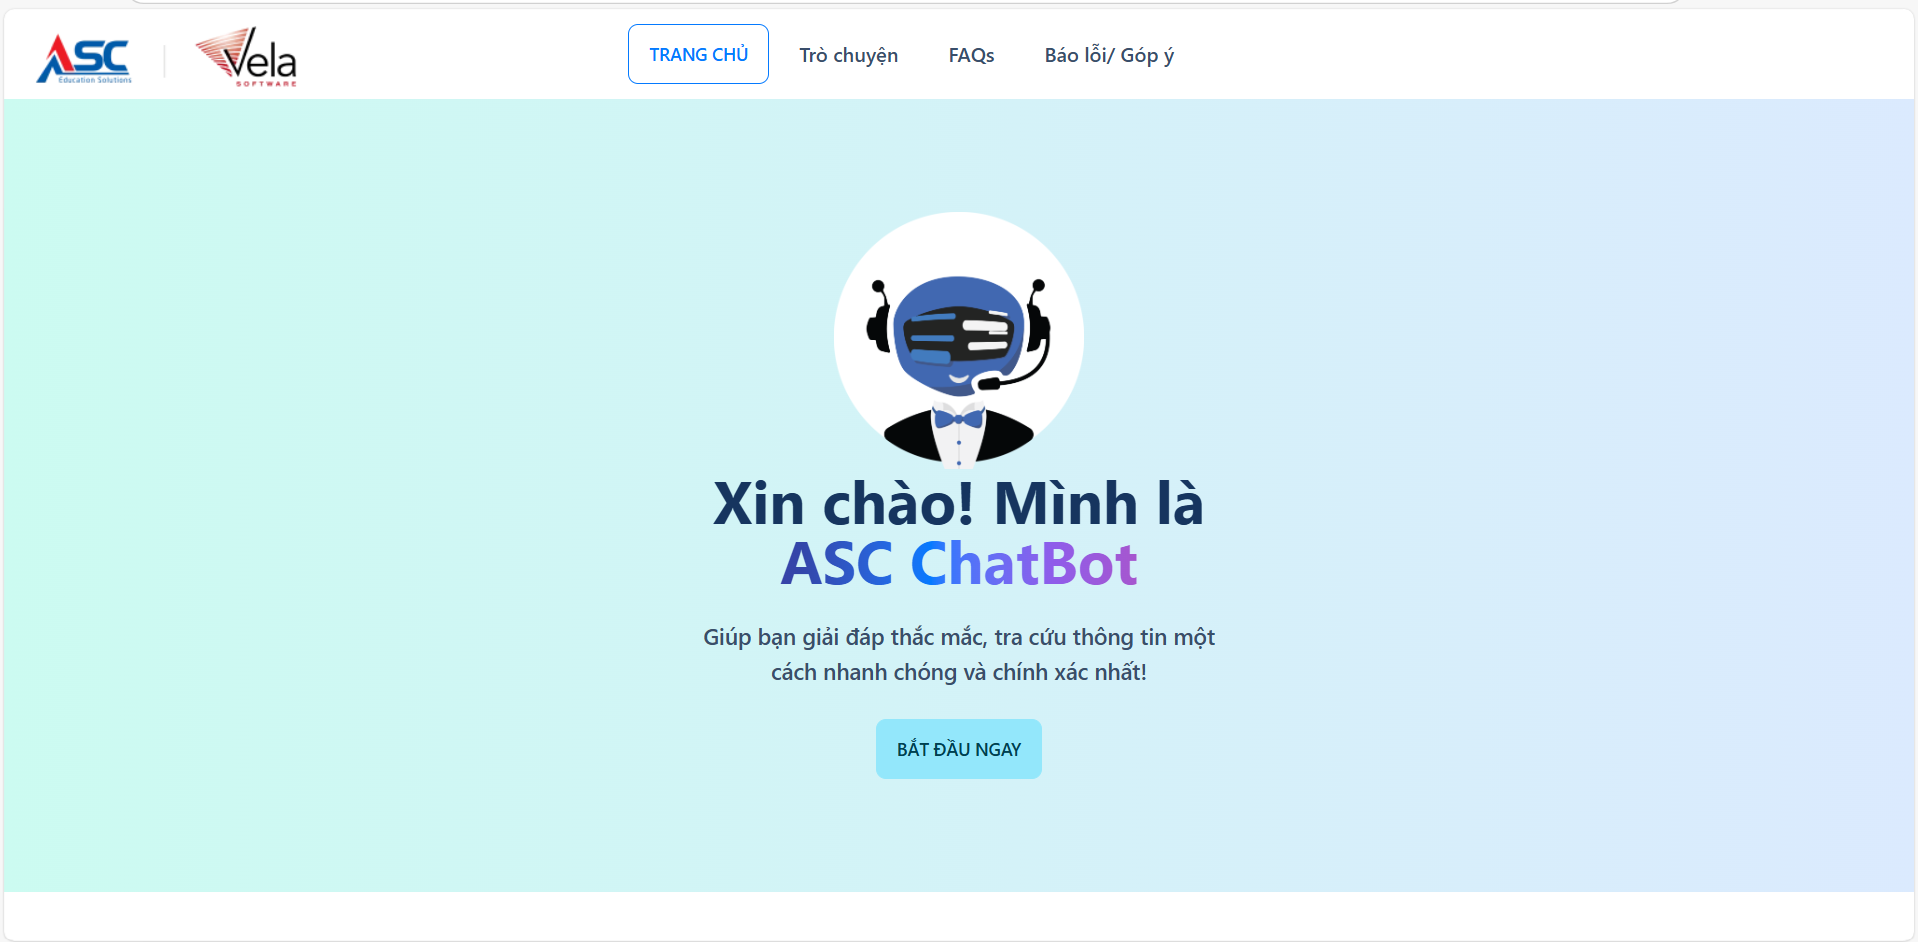 ASC
Education Solutions
Vela
SOFTWARE
TRANG CHỦ
Trò chuyện
FAQs
Báo lỗi/ Góp ý
Xin chào! Mình là
ASC ChatBot
Giúp bạn giải đáp thắc mắc, tra cứu thông tin một
cách nhanh chóng và chính xác nhất!
BẮT ĐẦU NGAY